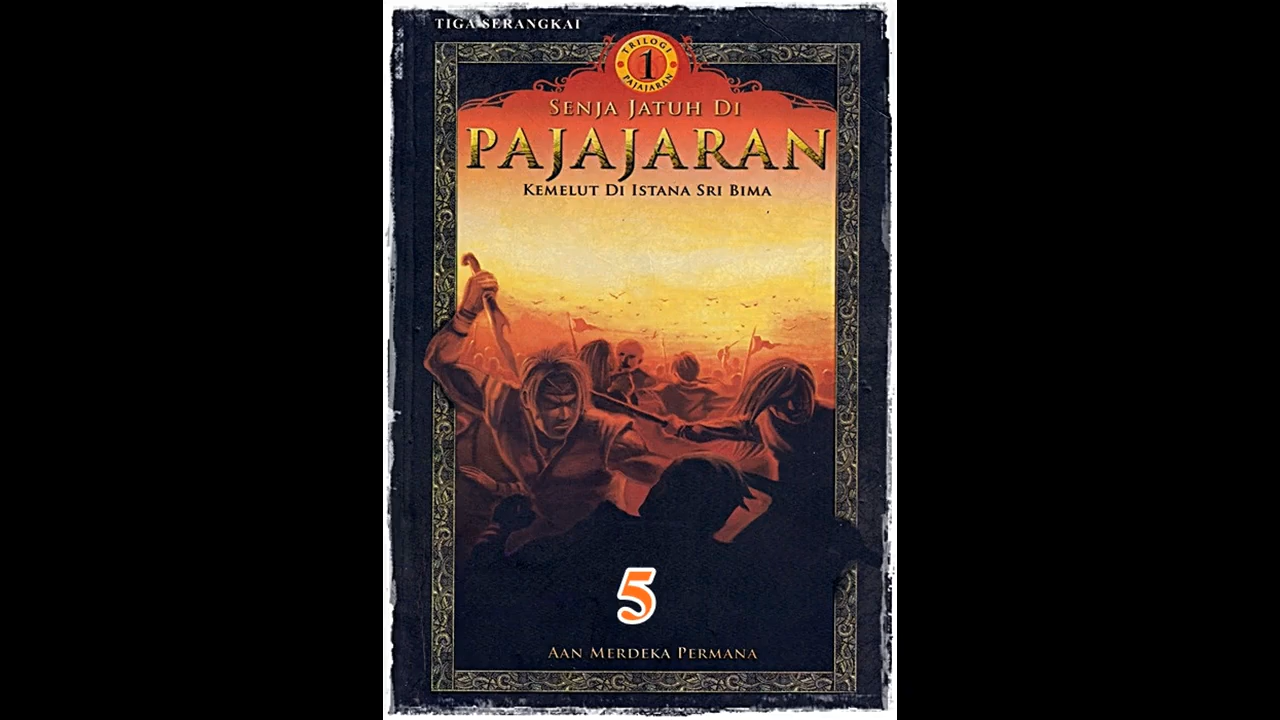 TIGA SERANGKAI
TRILOGI
1
PAJAJARAN
SENJA JATUH DI
PAJAJARAN
KEMELUT DI ISTANA SRI BIMA
5
AAN MERDEKA PERMANA